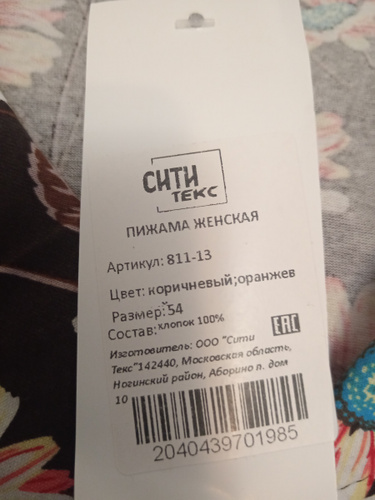 СИТИ
ТЕКС
ПИЖАМА ЖЕНСКАЯ
Артикул: 811-13
Цвет: коричневый;оранжев
Размер: 54
Состав: хлопок 100%
EAC
Изготовитель: ООО "Сити
Текс"142440, Московская область,
Ногинский район, Аборино п. дом
10
2040439701985